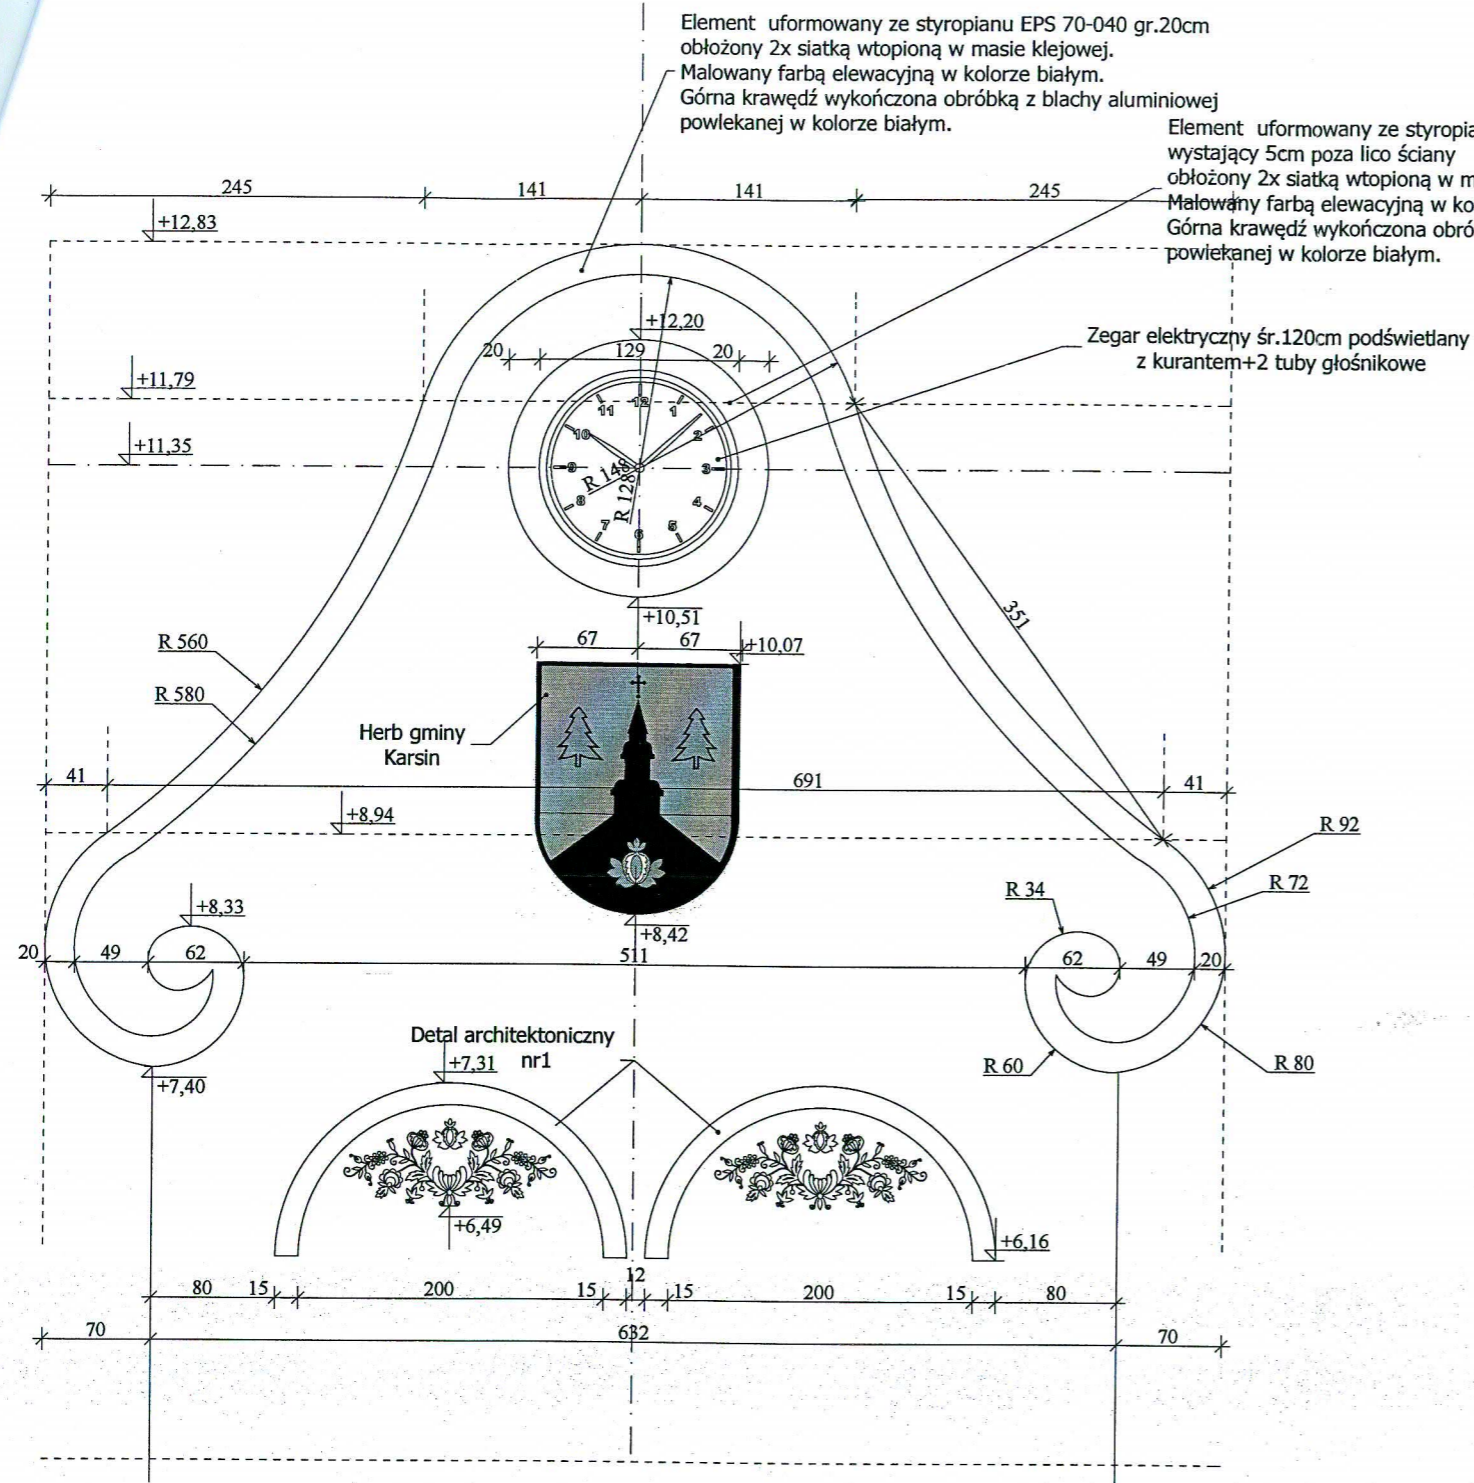 Element uformowany ze styropianu EPS 70-040 gr.20cm
obłożony 2x siatką wtopioną w masie klejowej.
Malowany farbą elewacyjną w kolorze białym.
Górna krawędź wykończona obróbką z blachy aluminiowej
powlekanej w kolorze białym.
Element uformowany ze
wystający 5cm poza lico ściany
obłożony 2x siatką wtopioną w
Malowany farbą elewacyjną w
Górna krawędź wykończona
powlekanej w kolorze białym.
245
141
141
245
+12,83
+12,20
Zegar elektryczny śr.120cm podświetlany
z kurantem+2 tuby głośnikowe
20
129
20
+11,79
+11,35
12
1
2
3
4
5
6
7
8
9
10
11
R 148
R 128
+10,51
351
67
67
+10,07
R 560
R 580
Herb gminy
Karsin
41
691
41
+8,94
R 92
R 72
R 34
+8,33
+8,42
20
49
62
511
62
49
20
Detal architektoniczny
nr1
+7,31
+7,40
R 60
R 80
+6,49
+6,16
80
15
200
15
12
15
200
15
80
70
632
70